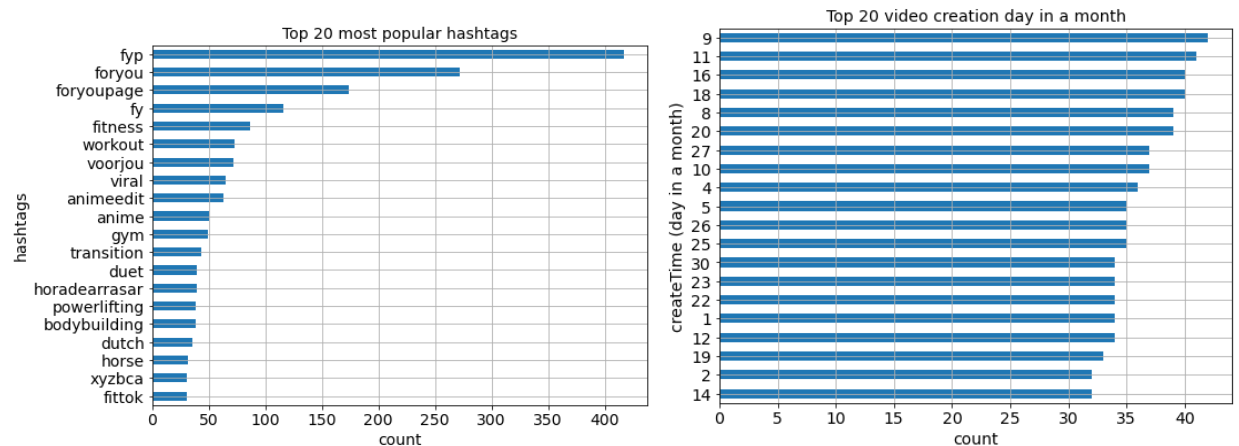 Top 20 most popular hashtags
hashtags
fyp
foryou
foryoupage
fy
fitness
workout
voorjou
viral
animeedit
anime
gym
transition
duet
horadearrasar
powerlifting
bodybuilding
dutch
horse
xyzbca
fittok
0 50 100 150 200 250 300 350 400
count
Top 20 video creation day in a month
createTime (day in a month)
9
11
16
18
8
20
27
10
4
5
26
25
30
23
22
1
12
19
2
14
0 5 10 15 20 25 30 35 40
count